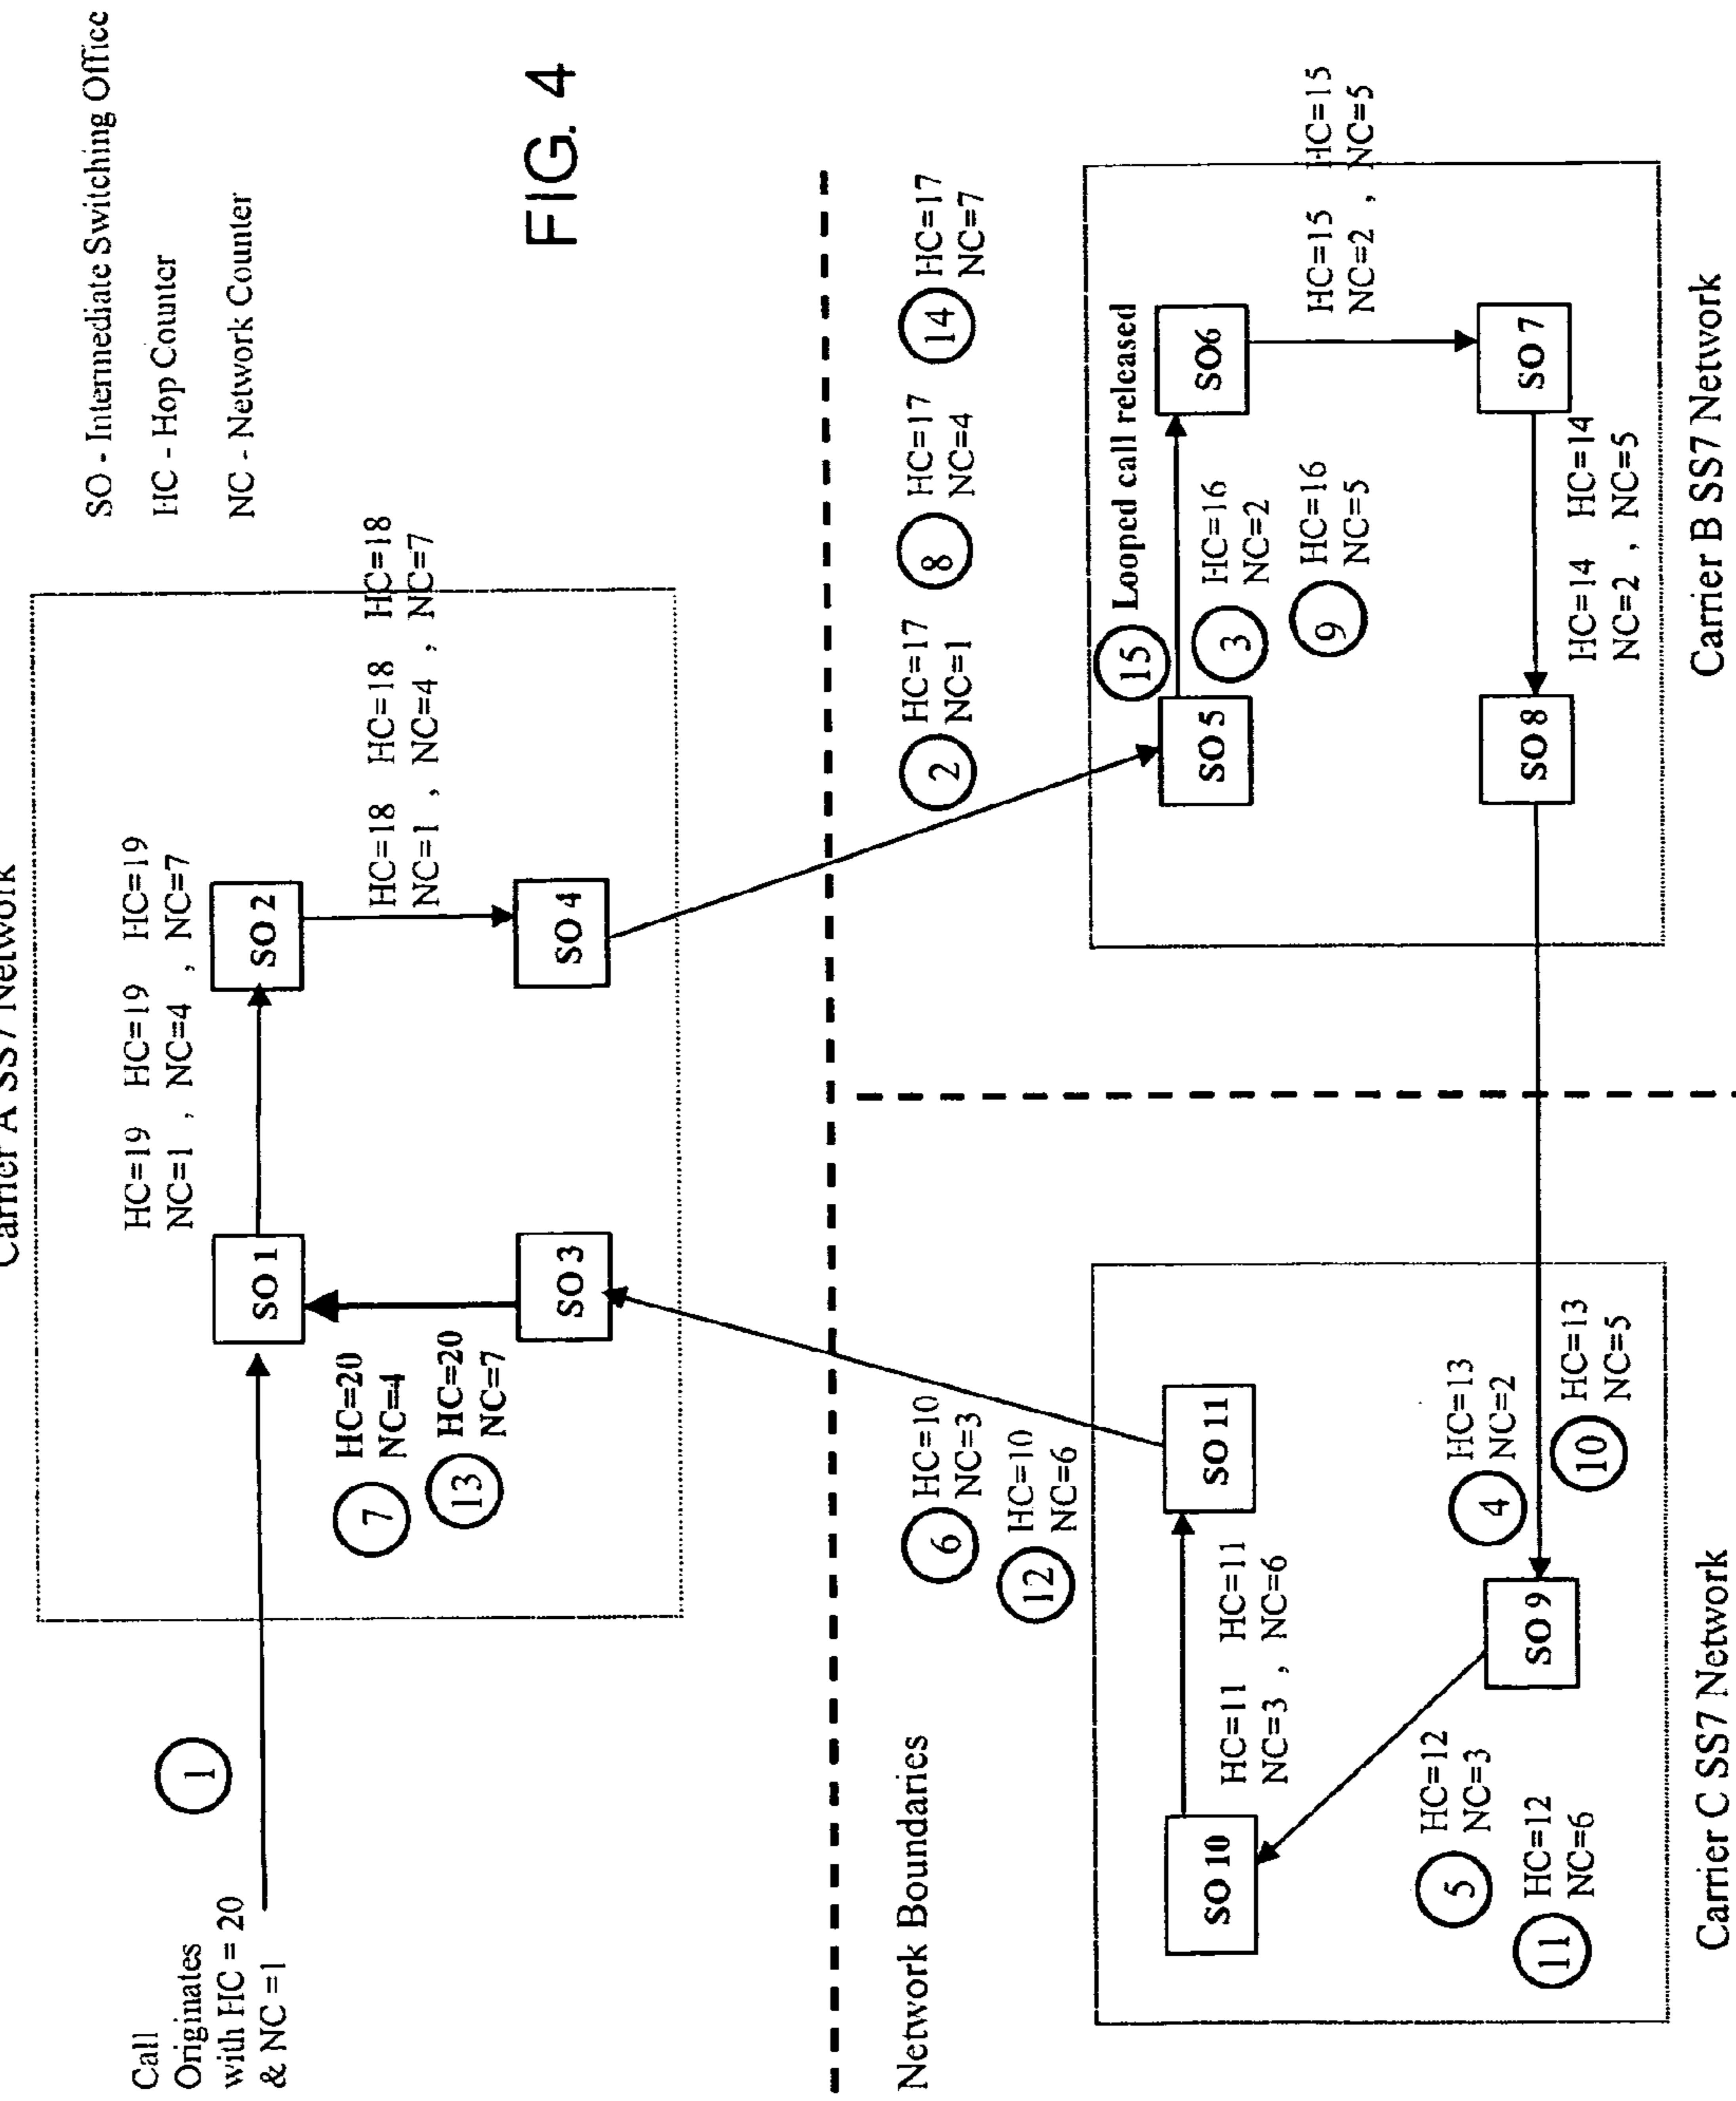 Carrier A SS7 Network
SO - Intermediate Switching Office
HC - Hop Counter
NC - Network Counter
FIG. 4
Call
Originates
with HC = 20
& NC =1
1
HC=19 HC=19 HC=19
NC=1 , NC=4 , NC=7
SO 1
SO 2
HC=18 HC=18 HC=18
NC=1 , NC=4 , NC=7
7
HC=20
NC=4
13
HC=20
NC=7
SO 3
SO 4
Network Boundaries
6
HC=10
NC=3
12
HC=10
NC=6
2
HC=17
NC=1
8
HC=17
NC=4
14
HC=17
NC=7
SO 10
SO 11
HC=11 HC=11
NC=3 , NC=6
5
HC=12
NC=3
11
HC=12
NC=6
SO 9
4
HC=13
NC=2
10
HC=13
NC=5
Carrier C SS7 Network
15
Looped call released
SO 5
SO6
3
HC=16
NC=2
9
HC=16
NC=5
HC=15 HC=15
NC=2 , NC=5
SO 8
SO 7
HC=14 HC=14
NC=2 , NC=5
Carrier B SS7 Network